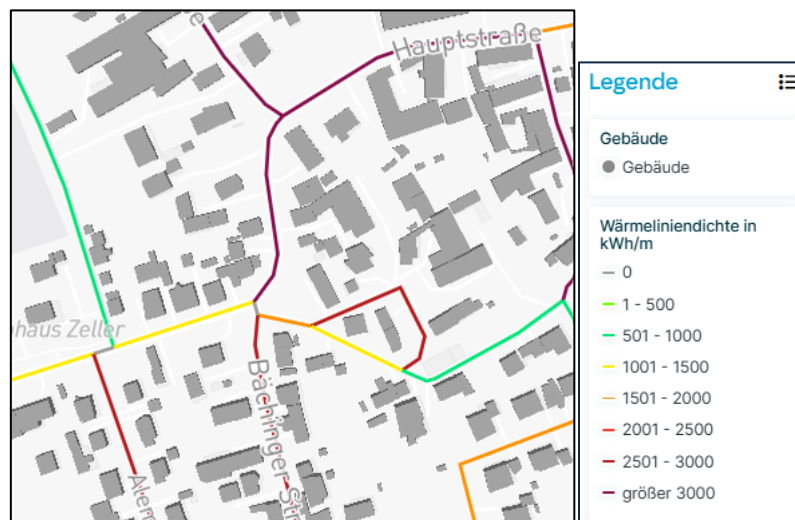 Hauptstraße
haus Zeller
Bächinger Str
Alem
Legende
Gebäude
Gebäude
Wärmeliniendichte in
kWh/m
0
1 - 500
501 - 1000
1001 - 1500
1501 - 2000
2001 - 2500
2501 - 3000
größer 3000